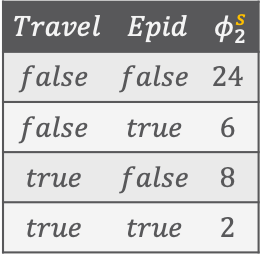 Travel Epid ϕ₂ˢ
false false 24
false true 6
true false 8
true true 2